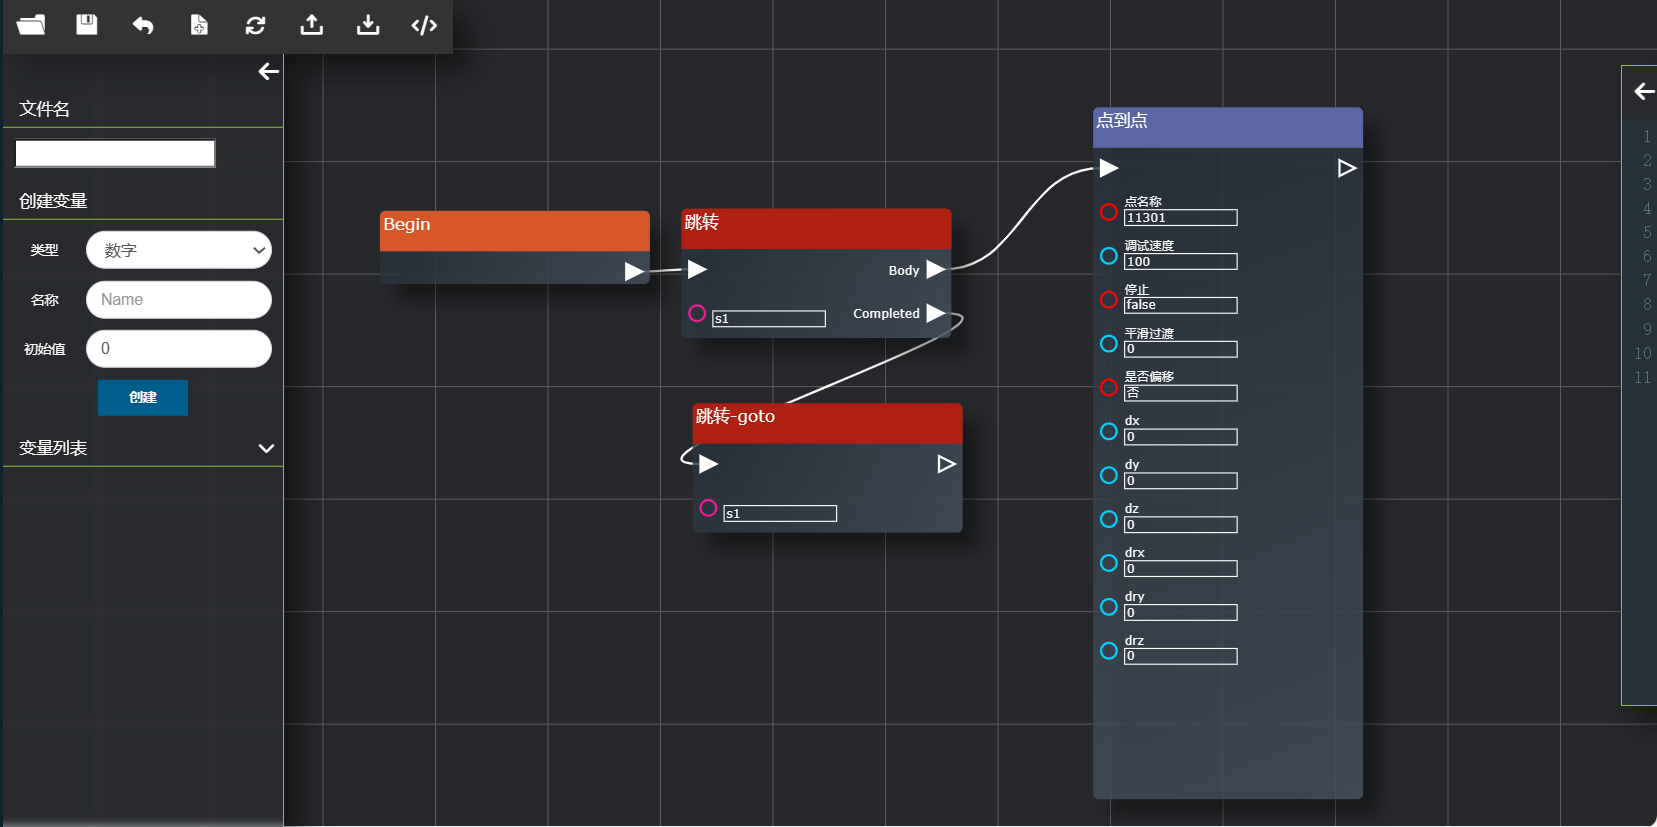 文件名
创建变量
类型
数字
名称
Name
初始值
0
创建
变量列表
Begin
跳转
Body
Completed
s1
跳转-goto
s1
点到点
点名称
11301
调试速度
100
停止
false
平滑过渡
0
是否偏移
否
dx
0
dy
0
dz
0
drx
0
dry
0
drz
0
1
2
3
4
5
6
7
8
9
10
11